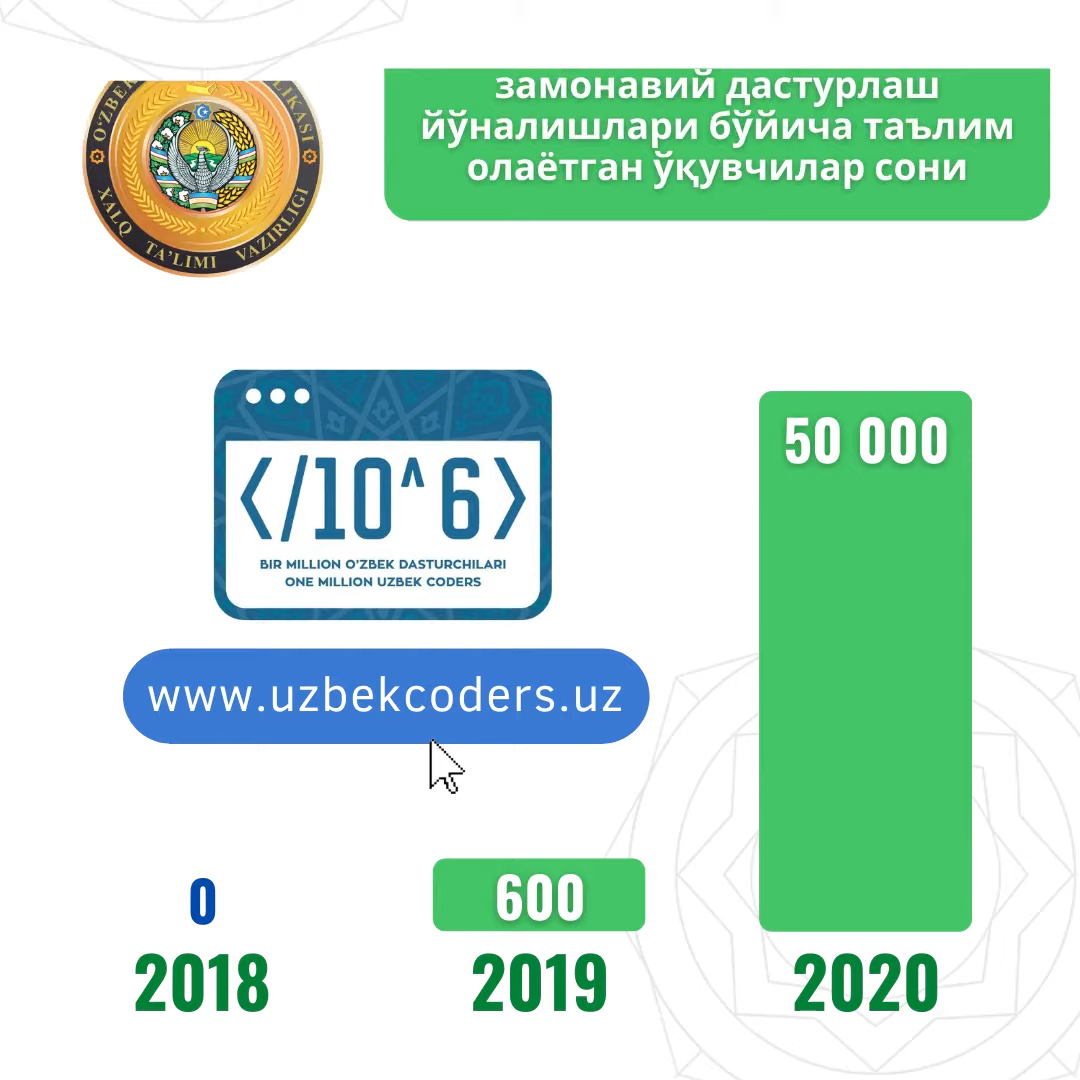 XALQ TA'LIMI VAZIRLIGI
замонавий дастурлаш
йўналишлари бўйича таълим
олаётган ўқувчилар сони
</10^6>
BIR MILLION O'ZBEK DASTURCHILARI
ONE MILLION UZBEK CODERS
www.uzbekcoders.uz
50 000
0
600
2018
2019
2020